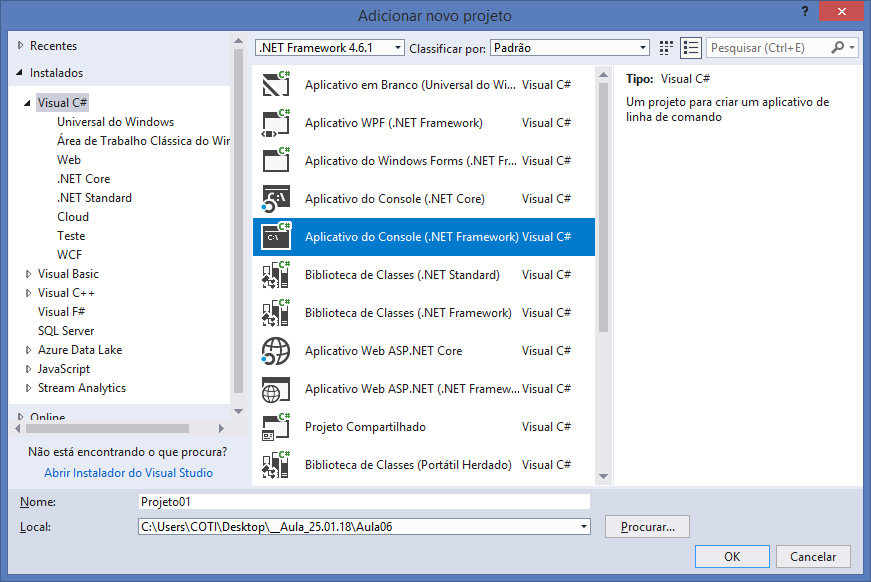 Adicionar novo projeto
?
Recentes
Instalados
Visual C#
Universal do Windows
Área de Trabalho Clássica do Wir
Web
.NET Core
.NET Standard
Cloud
Teste
WCF
Visual Basic
Visual C++
Visual F#
SQL Server
Azure Data Lake
JavaScript
Stream Analytics
Online
Não está encontrando o que procura?
Abrir Instalador do Visual Studio
.NET Framework 4.6.1 Classificar por: Padrão
Pesquisar (Ctrl+E)
Aplicativo em Branco (Universal do Wi... Visual C#
Aplicativo WPF (.NET Framework) Visual C#
Aplicativo do Windows Forms (.NET Fr... Visual C#
Aplicativo do Console (.NET Core) Visual C#
Aplicativo do Console (.NET Framework) Visual C#
Biblioteca de Classes (.NET Standard) Visual C#
Biblioteca de Classes (.NET Framework) Visual C#
Aplicativo Web ASP.NET Core Visual C#
Aplicativo Web ASP.NET (.NET Framew... Visual C#
Projeto Compartilhado Visual C#
Biblioteca de Classes (Portátil Herdado) Visual C#
Tipo: Visual C#
Um projeto para criar um aplicativo de
linha de comando
Nome: Projeto01
Local: C:\Users\COTI\Desktop\__Aula_25.01.18\Aula06 Procurar...
OK Cancelar